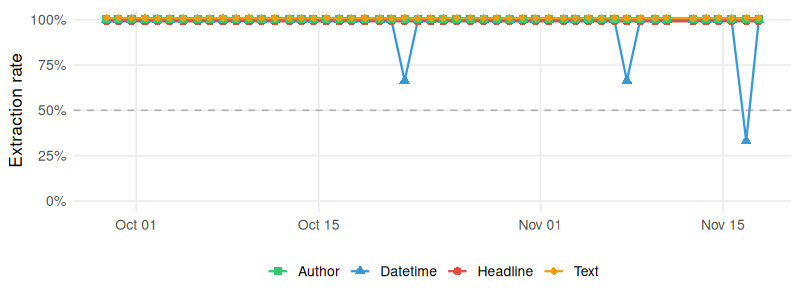 Extraction rate
100%
75%
50%
25%
0%
Oct 01 Oct 15 Nov 01 Nov 15
Author Datetime Headline Text